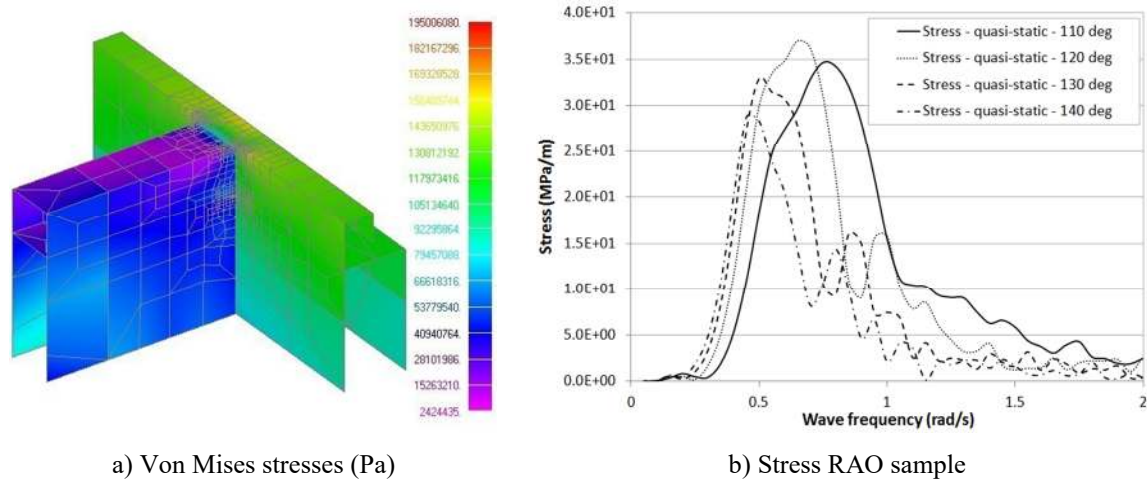 195006080.
182167296.
169328528.
143650976
130812192.
117973416
105134640.
92295864
79457088
66618316
53779540
40940764
28101986
15263210.
2424435.
4.0E+01
3.5E+01
3.0E+01
2.5E+01
2.0E+01
1.5E+01
1.0E+01
5.0E+00
0.0E+00
Stress (MPa/m)
Stress - quasi-static - 110 deg
Stress - quasi-static - 120 deg
Stress - quasi-static - 130 deg
Stress - quasi-static - 140 deg
0
0.5
1
1.5
2
Wave frequency (rad/s)
a) Von Mises stresses (Pa)
b) Stress RAO sample